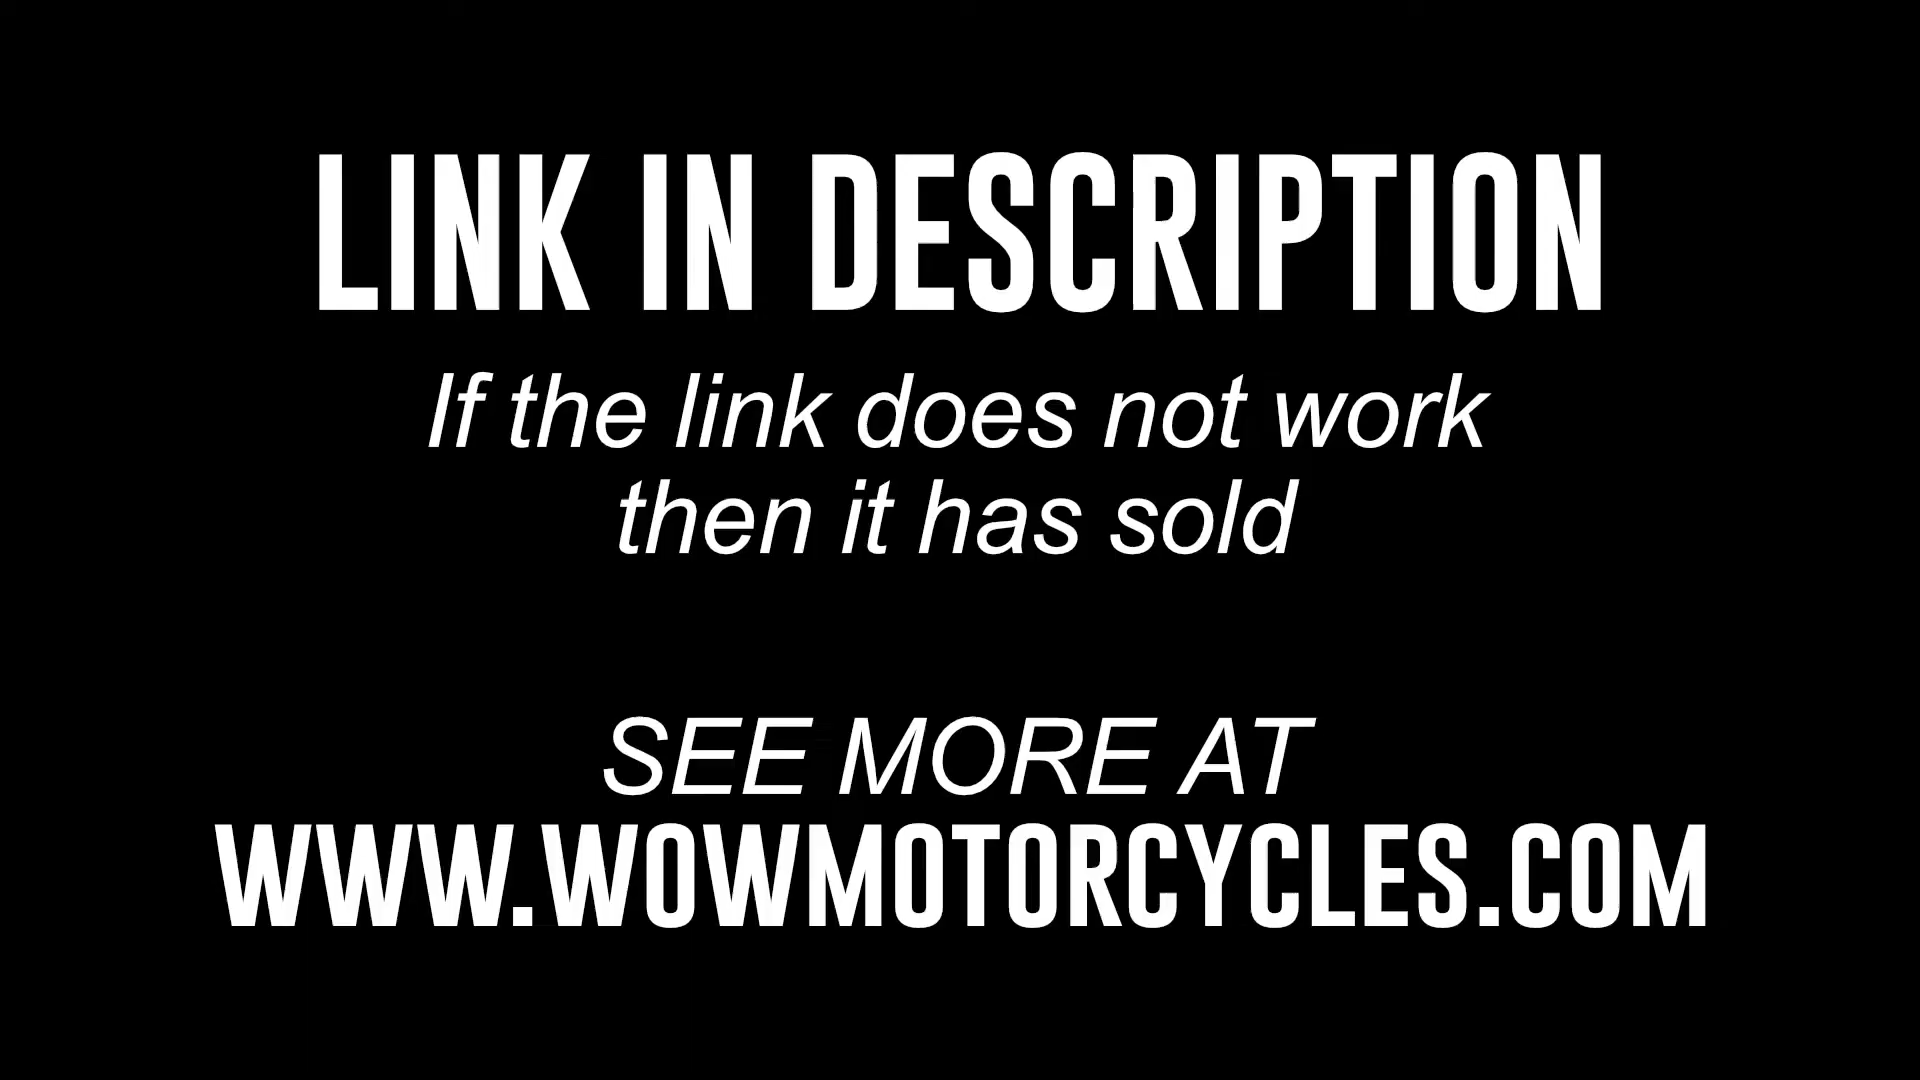 LINK IN DESCRIPTION
If the link does not work
then it has sold
SEE MORE AT
WWW.WOWMOTORCYCLES.COM